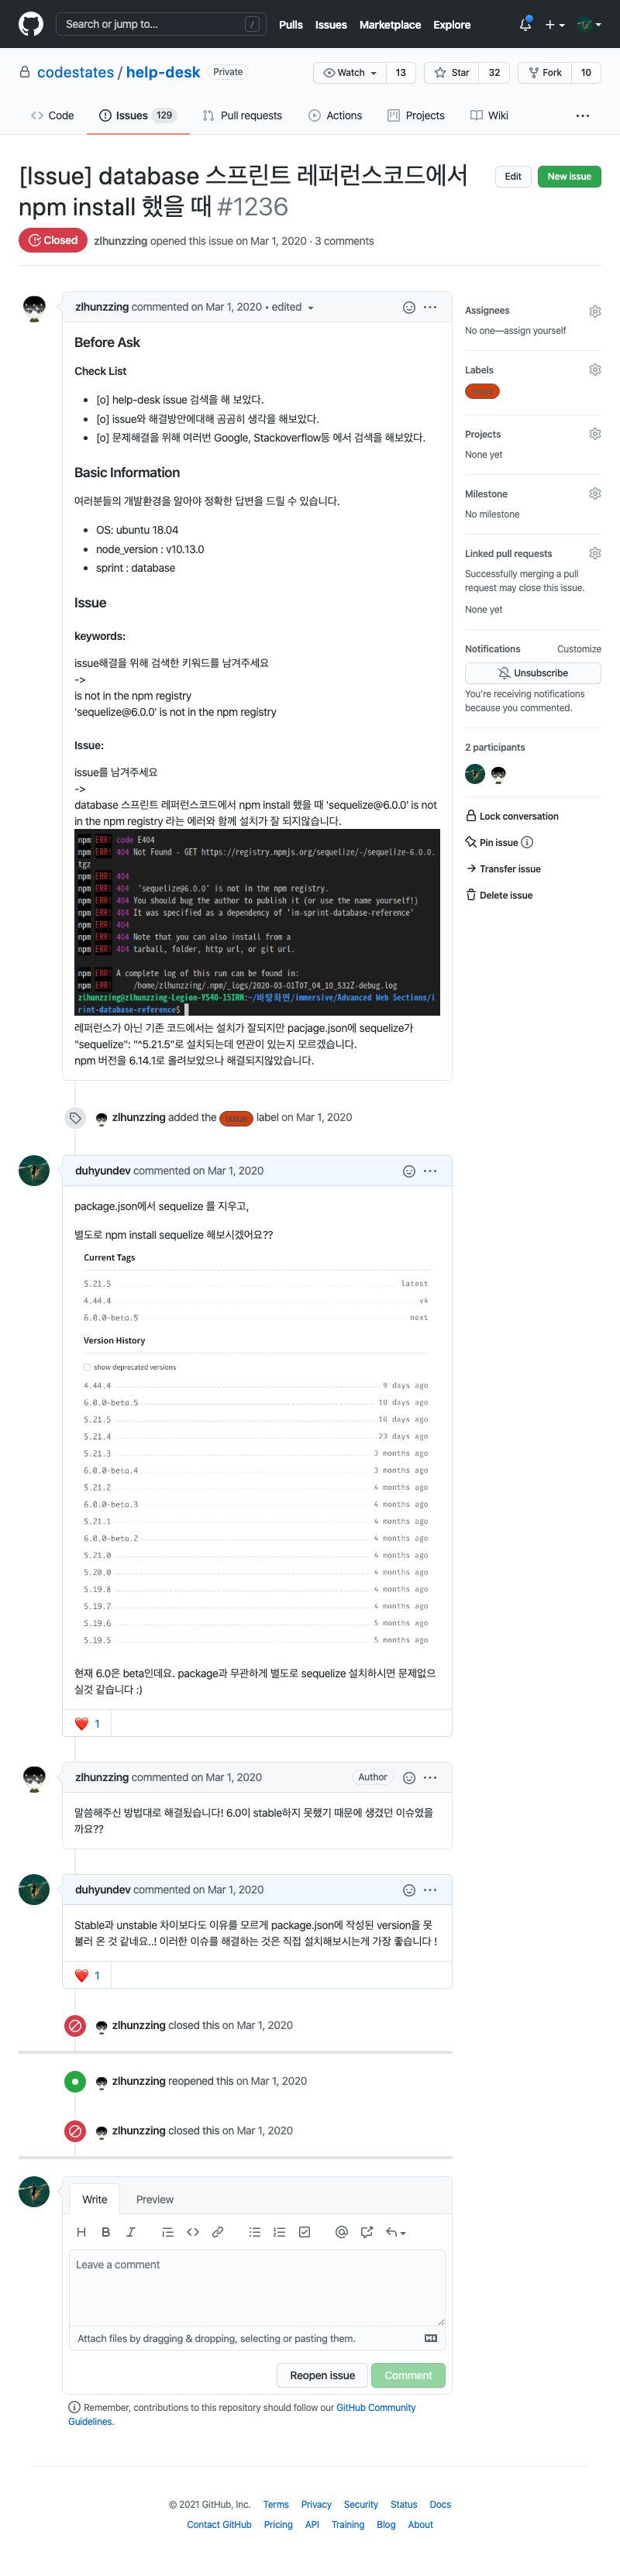 Search or jump to...
/
Pulls Issues Marketplace Explore
codestates / help-desk Private
Watch 13 Star 32 Fork 10
Code Issues 129 Pull requests Actions Projects Wiki
[Issue] database 스프린트 레퍼런스코드에서
npm install 했을 때 #1236
Edit New issue
Closed zlhunzzing opened this issue on Mar 1, 2020 · 3 comments
zlhunzzing commented on Mar 1, 2020 • edited
Before Ask
Check List
[o] help-desk issue 검색을 해 보았다.
[o] issue와 해결방안에대해 곰곰히 생각을 해보았다.
[o] 문제해결을 위해 여러번 Google, Stackoverflow등 에서 검색을 해보았다.
Basic Information
여러분들의 개발환경을 알아야 정확한 답변을 드릴 수 있습니다.
OS: ubuntu 18.04
node_version : v10.13.0
sprint : database
Issue
keywords:
issue해결을 위해 검색한 키워드를 남겨주세요
->
is not in the npm registry
'sequelize@6.0.0' is not in the npm registry
Issue:
issue를 남겨주세요
->
database 스프린트 레퍼런스코드에서 npm install 했을 때 'sequelize@6.0.0' is not
in the npm registry 라는 에러와 함께 설치가 잘 되지않습니다.
npm ERR! code E404
npm ERR! 404 Not Found - GET https://registry.npmjs.org/sequelize/-/sequelize-6.0.0.
tgz
npm ERR! 404
npm ERR! 404  'sequelize@6.0.0' is not in the npm registry.
npm ERR! 404 You should bug the author to publish it (or use the name yourself!)
npm ERR! 404 It was specified as a dependency of 'im-sprint-database-reference'
npm ERR! 404
npm ERR! 404 Note that you can also install from a
npm ERR! 404 tarball, folder, http url, or git url.
npm ERR! A complete log of this run can be found in:
npm ERR!     /home/zlhunzzing/.npm/_logs/2020-03-01T07_04_10_532Z-debug.log
zlhunzzing@zlhunzzing-Legion-Y540-15IRH:~/바탕화면/immersive/Advanced Web Sections/i
rint-database-reference$
레퍼런스가 아닌 기존 코드에서는 설치가 잘되지만 pacjage.json에 sequelize가
"sequelize": "^5.21.5"로 설치되는데 연관이 있는지 모르겠습니다.
npm 버전을 6.14.1로 올려보았으나 해결되지않았습니다.
Assignees
No one—assign yourself
Labels
Projects
None yet
Milestone
No milestone
Linked pull requests
Successfully merging a pull
request may close this issue.
None yet
Notifications Customize
Unsubscribe
You're receiving notifications
because you commented.
2 participants
Lock conversation
Pin issue
Transfer issue
Delete issue
zlhunzzing added the issue label on Mar 1, 2020
duhyundev commented on Mar 1, 2020
package.json에서 sequelize 를 지우고,
별도로 npm install sequelize 해보시겠어요??
Current Tags
5.21.5 latest
4.44.4 v4
6.0.0-beta.5 next
Version History
show deprecated versions
4.44.4 9 days ago
6.0.0-beta.5 10 days ago
5.21.5 10 days ago
5.21.4 23 days ago
5.21.3 3 months ago
6.0.0-beta.4 3 months ago
5.21.2 4 months ago
6.0.0-beta.3 4 months ago
5.21.1 4 months ago
6.0.0-beta.2 4 months ago
5.21.0 4 months ago
5.20.0 4 months ago
5.19.8 4 months ago
5.19.7 4 months ago
5.19.6 5 months ago
5.19.5 5 months ago
현재 6.0은 beta인데요. package과 무관하게 별도로 sequelize 설치하시면 문제없으
실것 같습니다 :)
1
zlhunzzing commented on Mar 1, 2020 Author
말씀해주신 방법대로 해결됬습니다! 6.0이 stable하지 못했기 때문에 생겼던 이슈였을
까요??
duhyundev commented on Mar 1, 2020
Stable과 unstable 차이보다도 이유를 모르게 package.json에 작성된 version을 못
불러 온 것 같네요..! 이러한 이슈를 해결하는 것은 직접 설치해보시는게 가장 좋습니다 !
1
zlhunzzing closed this on Mar 1, 2020
zlhunzzing reopened this on Mar 1, 2020
zlhunzzing closed this on Mar 1, 2020
Write Preview
Leave a comment
Attach files by dragging & dropping, selecting or pasting them.
Reopen issue Comment
Remember, contributions to this repository should follow our GitHub Community
Guidelines.
© 2021 GitHub, Inc. Terms Privacy Security Status Docs
Contact GitHub Pricing API Training Blog About